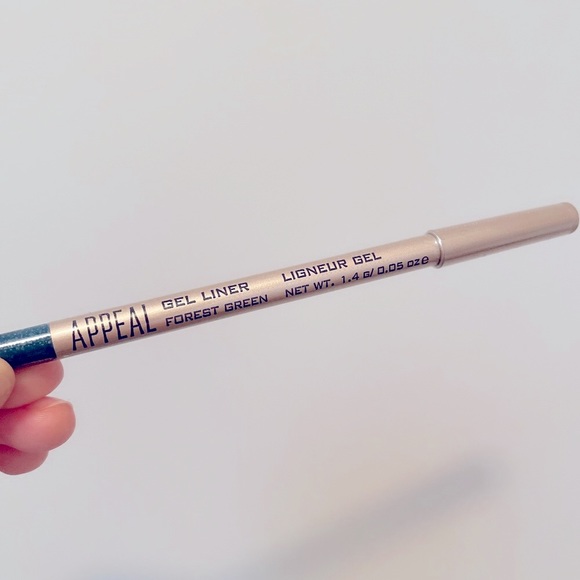 APPEAL
GEL LINER
FOREST GREEN
LIGNEUR GEL
NET WT. 1.4 G/ 0.05 OZ℮